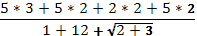 5 * 3 + 5 * 2 + 2 * 2 + 5 * 2
1 + 12 + √2 + 3